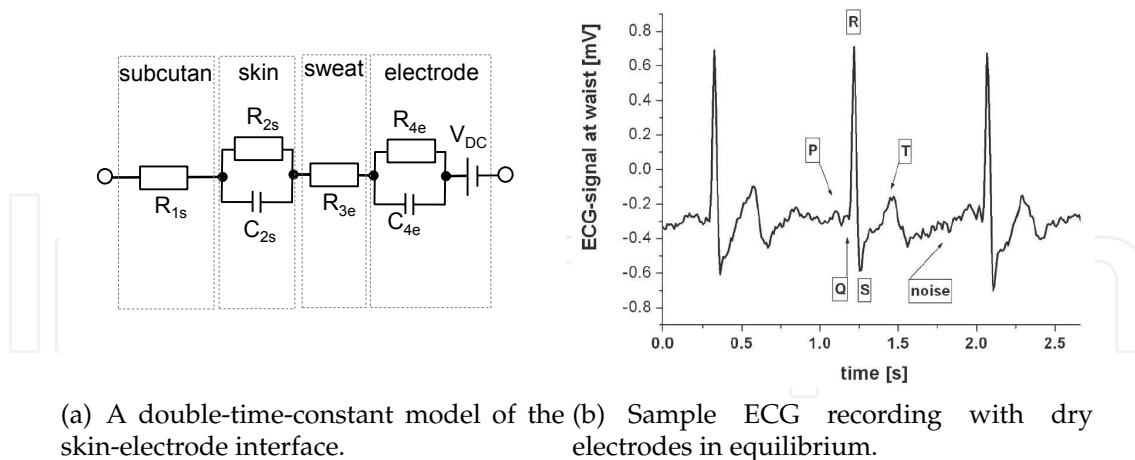 subcutan skin sweat electrode
R2s
R4e
VDC
R1s
R3e
C2s
C4e
ECG-signal at waist [mV]
0.8
0.6
0.4
0.2
0.0
-0.2
-0.4
-0.6
-0.8
R
P
T
Q
S
noise
0.0 0.5 1.0 1.5 2.0 2.5
time [s]
(a) A double-time-constant model of the
skin-electrode interface.
(b) Sample ECG recording with dry
electrodes in equilibrium.